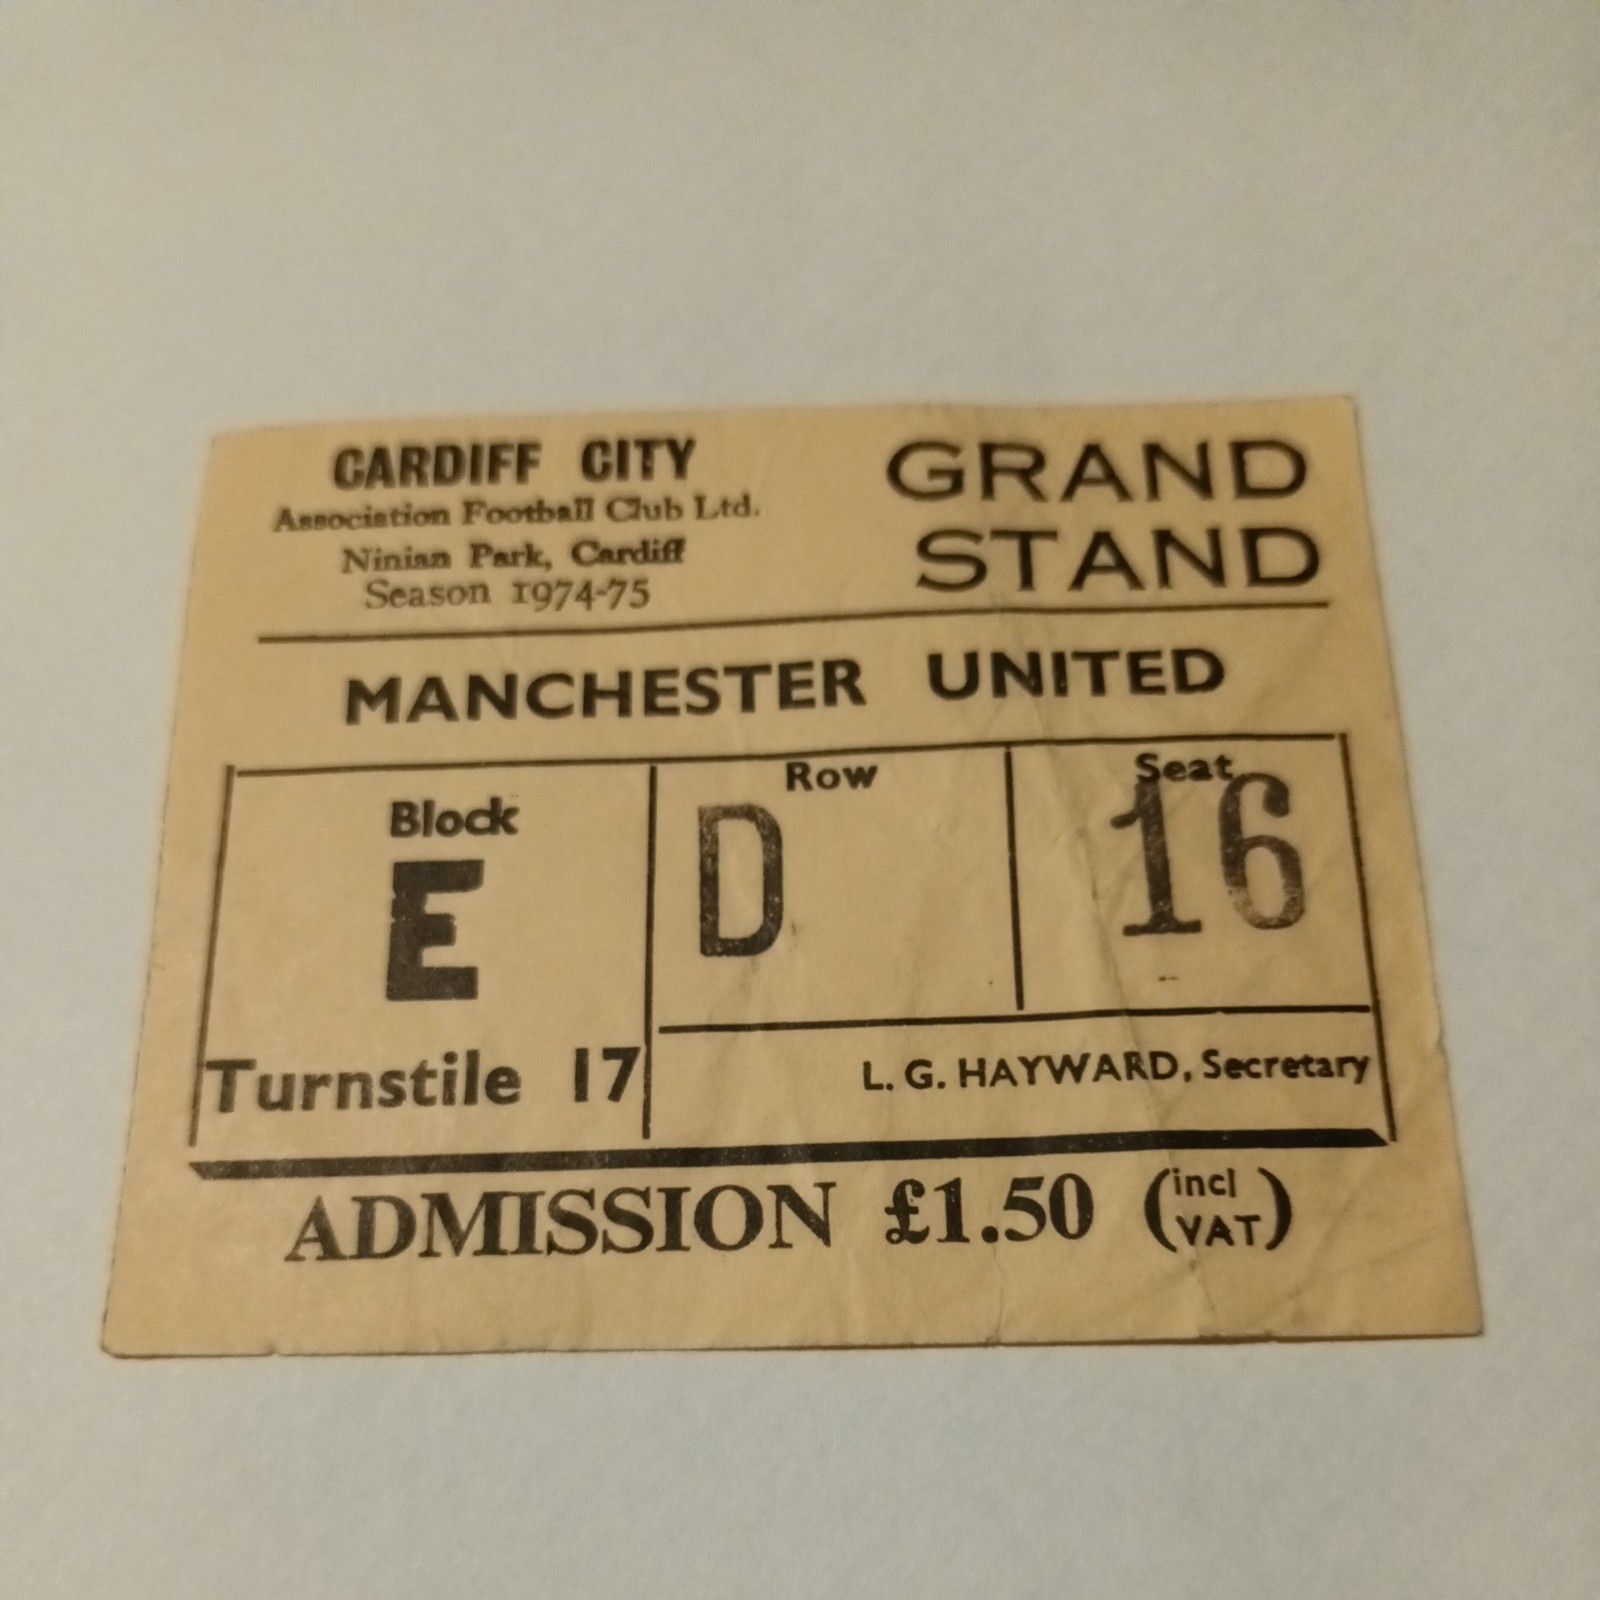 CARDIFF CITY
Association Football Club Ltd.
Ninian Park, Cardiff
Season 1974-75
GRAND
STAND
MANCHESTER UNITED
Block
E
Turnstile 17
Row
D
Seat
16
L. G. HAYWARD, Secretary
ADMISSION £1.50 (incl VAT)